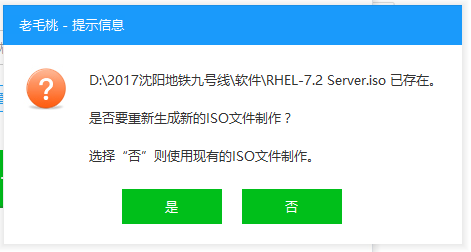 老毛桃 - 提示信息
D:\2017沈阳地铁九号线\软件\RHEL-7.2 Server.iso 已存在。
是否要重新生成新的ISO文件制作？
选择“否”则使用现有的ISO文件制作。
是
否